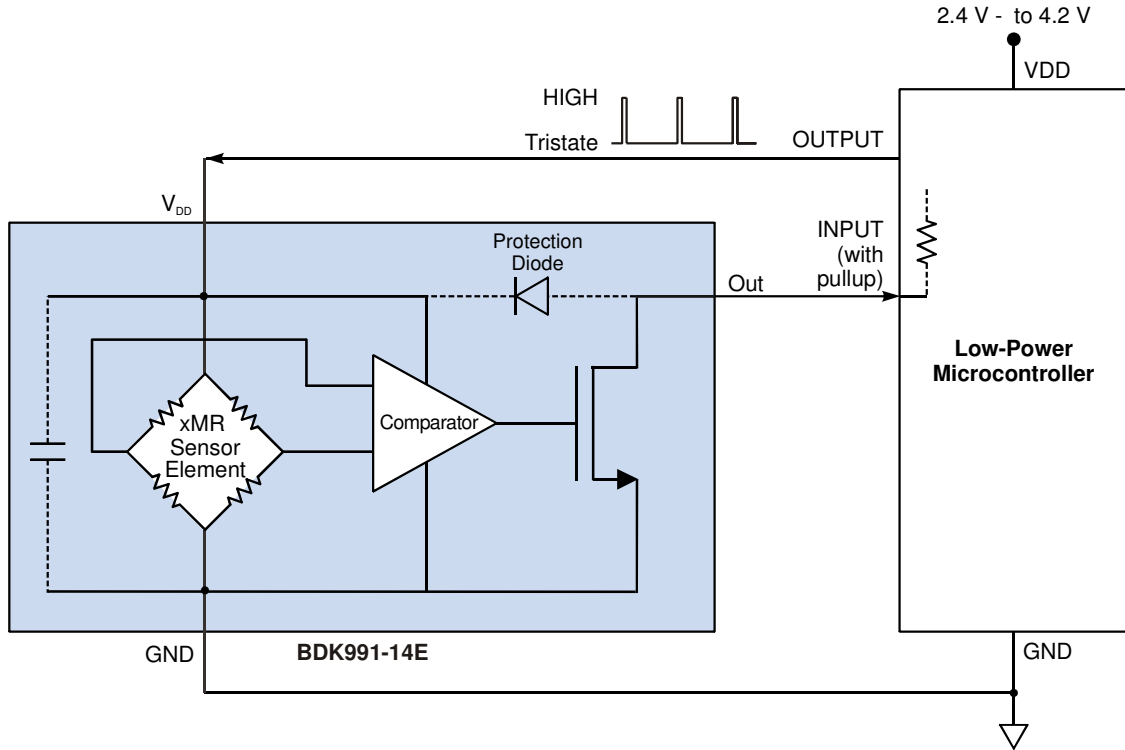 2.4 V - to 4.2 V
VDD
HIGH
Tristate
OUTPUT
VDD
Protection
Diode
INPUT
(with
pullup)
Out
Low-Power
Microcontroller
xMR
Sensor
Element
Comparator
GND
BDK991-14E
GND